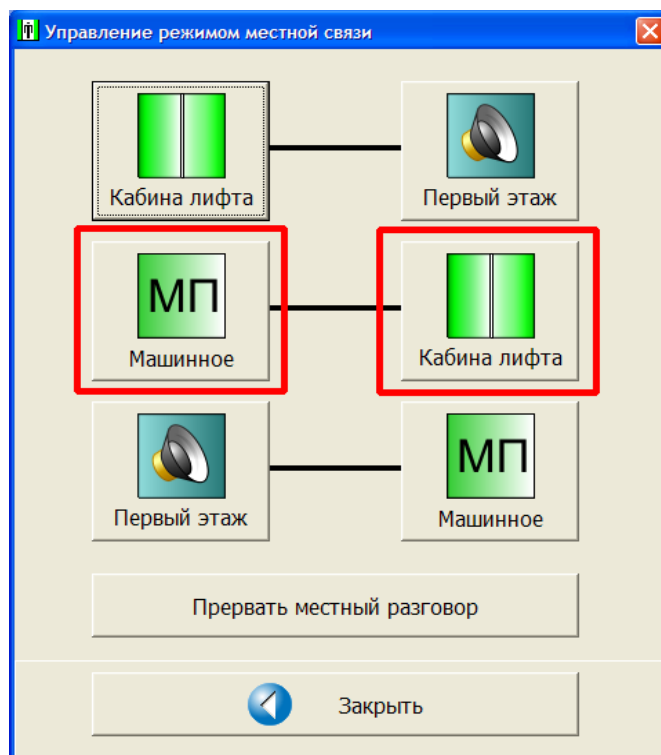 Управление режимом местной связи
Кабина лифта
Первый этаж
МП
Машинное
Кабина лифта
Первый этаж
МП
Машинное
Прервать местный разговор
Закрыть